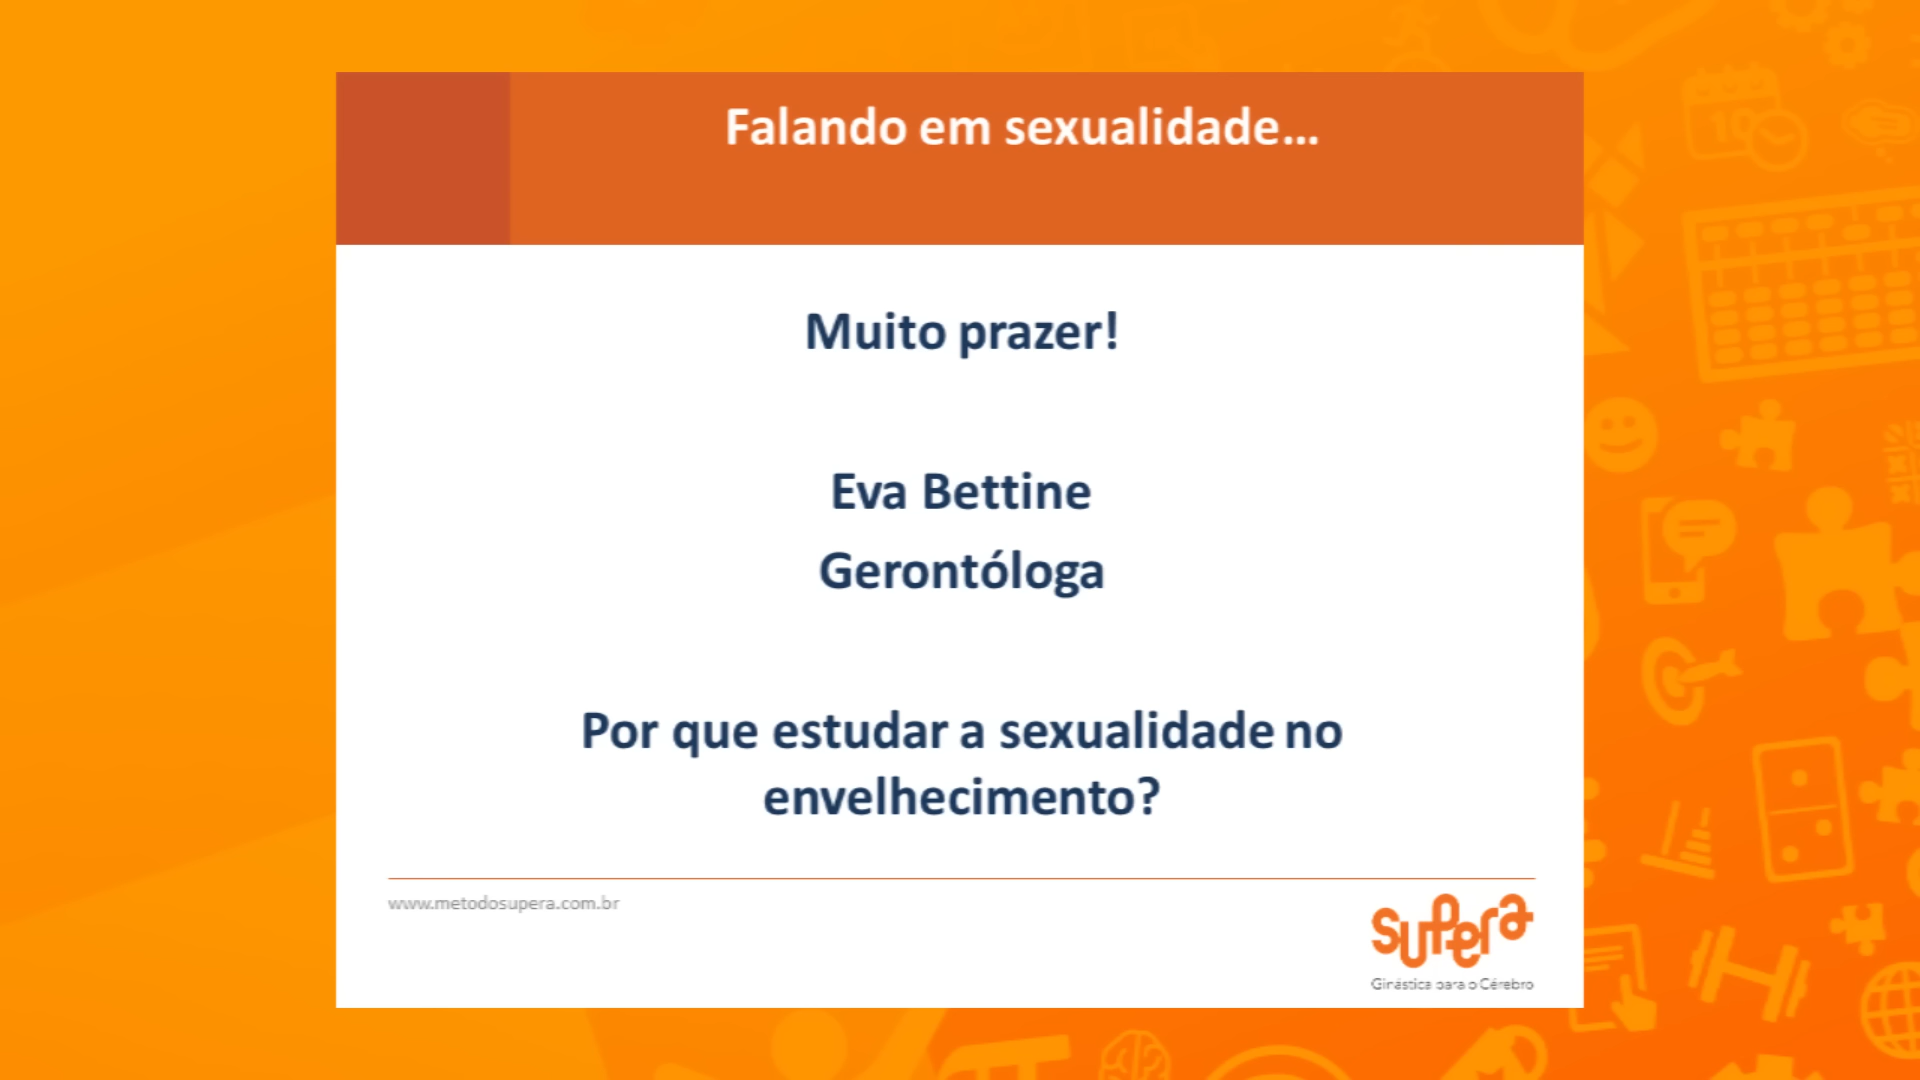 Falando em sexualidade...
Muito prazer!
Eva Bettine
Gerontóloga
Por que estudar a sexualidade no
envelhecimento?
www.metodosupera.com.br
supera
Ginástica para o Cérebro
10